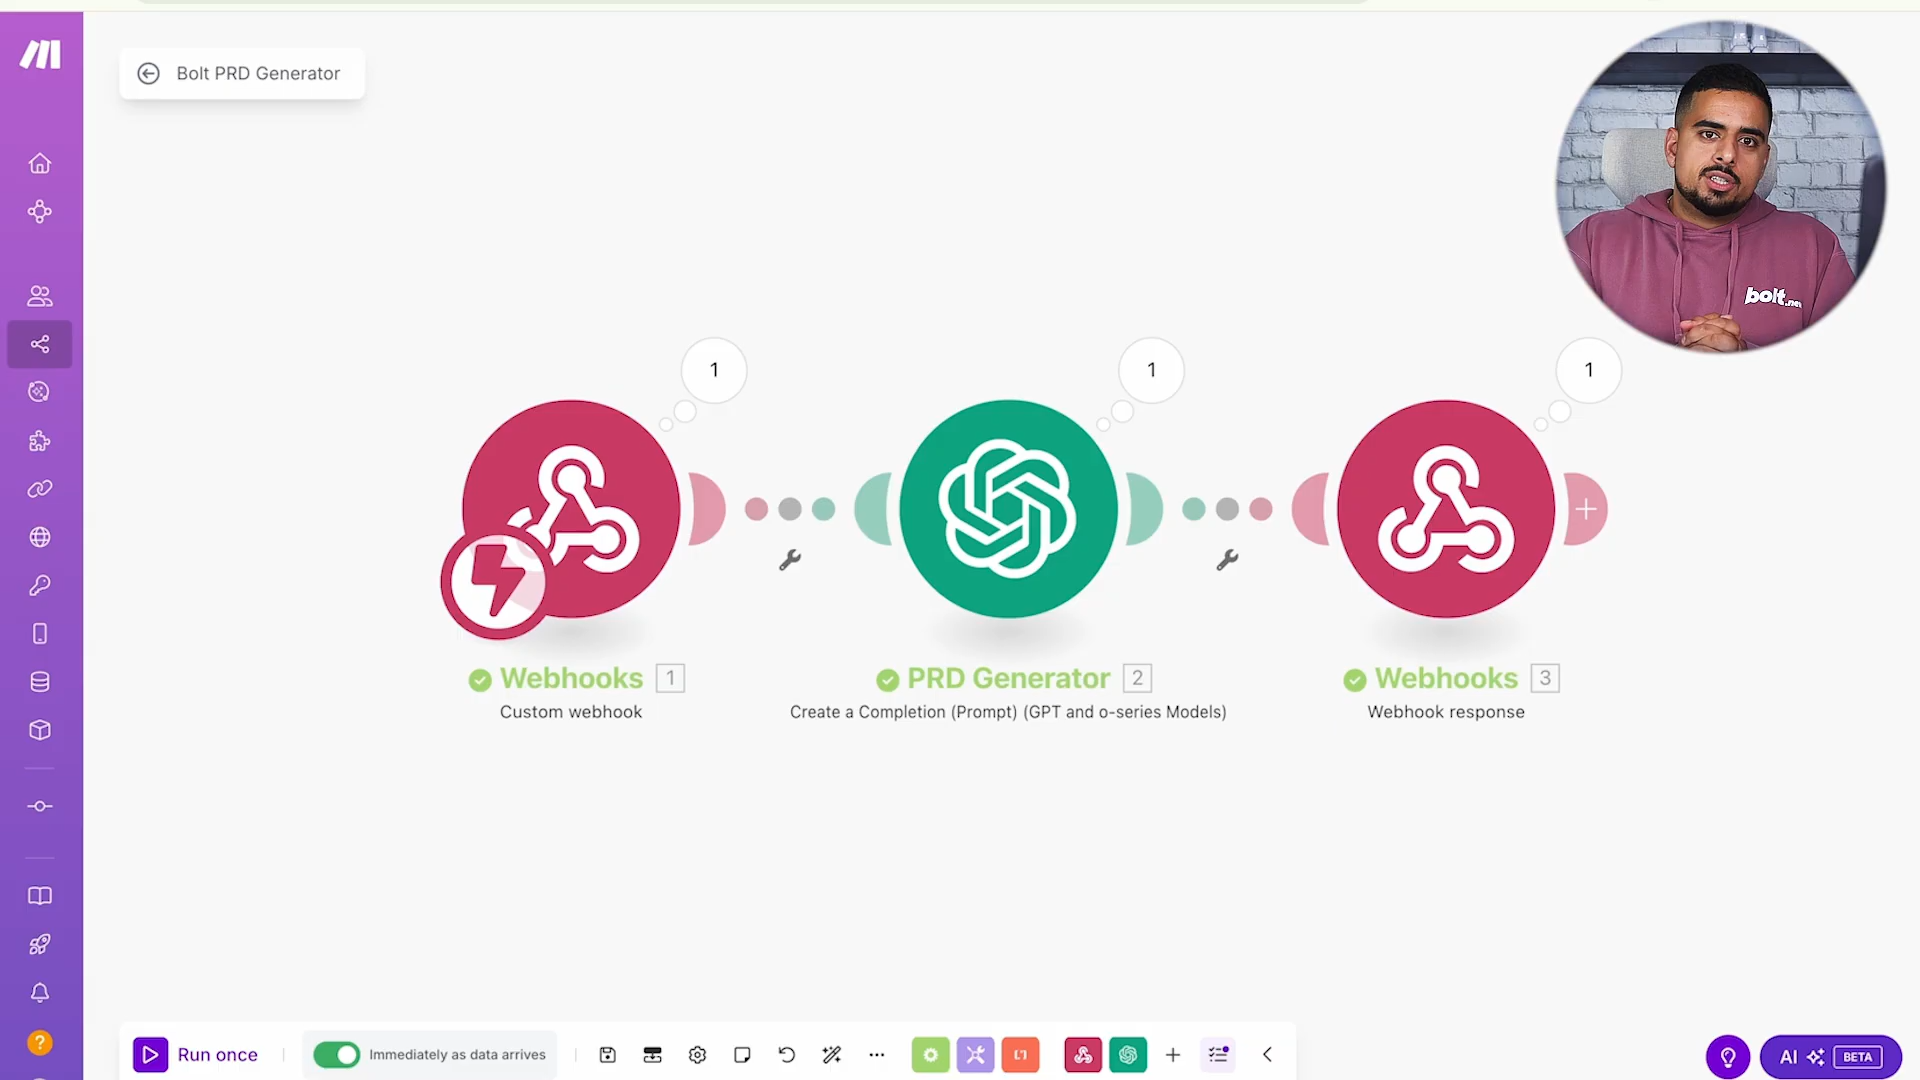 Bolt PRD Generator
bolt.new
1
1
1
Webhooks 1
Custom webhook
PRD Generator 2
Create a Completion (Prompt) (GPT and o-series Models)
Webhooks 3
Webhook response
?
Run once
Immediately as data arrives
AI BETA